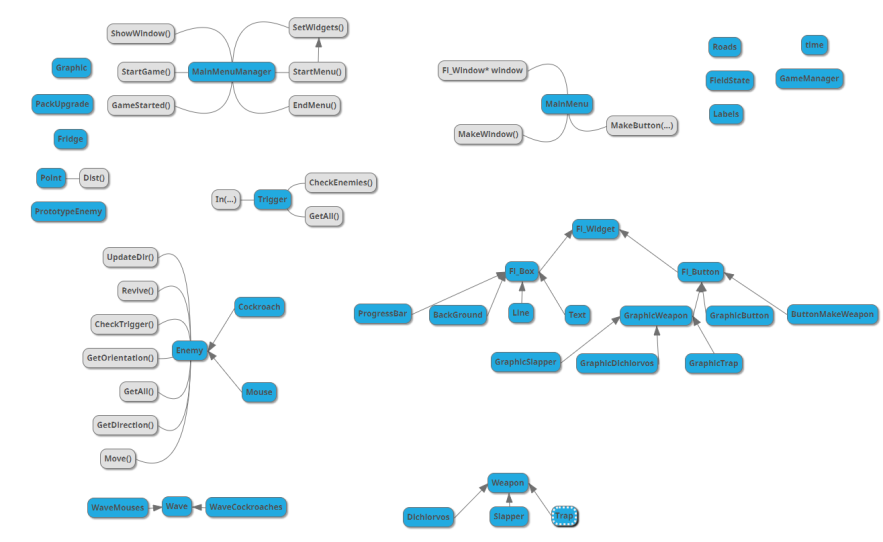 ShowWindow()
SetWidgets()
Graphic
StartGame()
MainMenuManager
StartMenu()
PackUpgrade
GameStarted()
EndMenu()
Fridge
Fl_Window* window
MainMenu
MakeWindow()
MakeButton(...)
Roads
time
FieldState
GameManager
Labels
Point
Dist()
PrototypeEnemy
In(...)
Trigger
CheckEnemies()
GetAll()
UpdateDir()
Revive()
CheckTrigger()
GetOrientation()
GetAll()
GetDirection()
Move()
Enemy
Cockroach
Mouse
Fl_Widget
Fl_Box
Fl_Button
ProgressBar
BackGround
Line
Text
GraphicWeapon
GraphicButton
ButtonMakeWeapon
GraphicSlapper
GraphicDichlorvos
GraphicTrap
WaveMouses
Wave
WaveCockroaches
Weapon
Dichlorvos
Slapper
Trap